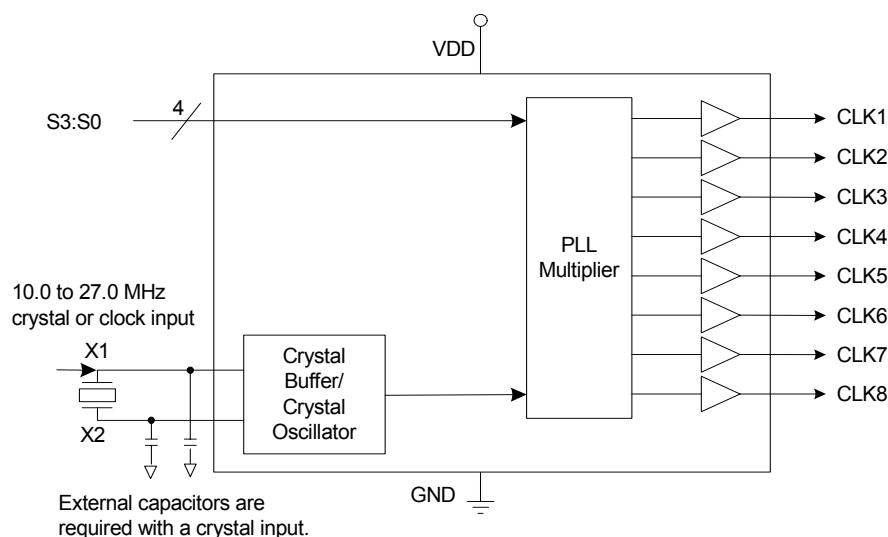 VDD
4
S3:S0
CLK1
CLK2
CLK3
CLK4
PLL
Multiplier
CLK5
CLK6
CLK7
CLK8
10.0 to 27.0 MHz
crystal or clock input
X1
X2
Crystal
Buffer/
Crystal
Oscillator
GND
External capacitors are
required with a crystal input.